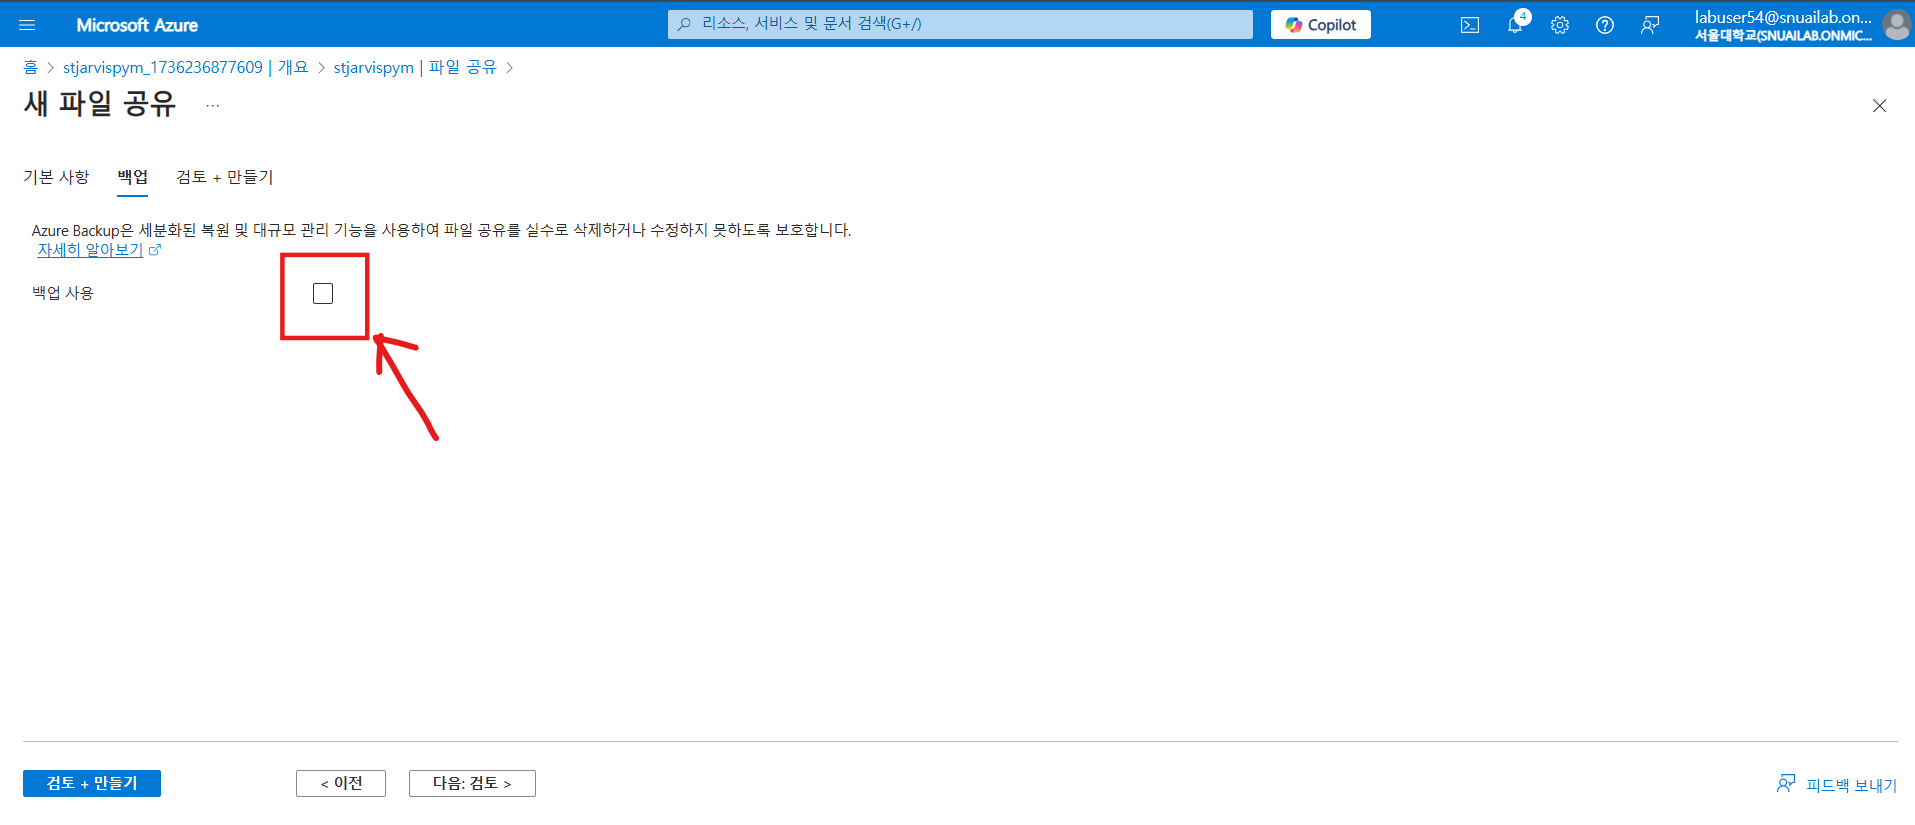 Microsoft Azure
리소스, 서비스 및 문서 검색(G+/)
Copilot
4
labuser54@snuailab.on...
서울대학교(SNUAILAB.ONMIC...
홈 > stjarvispym_1736236877609 | 개요 > stjarvispym | 파일 공유 >
새 파일 공유 ...
기본 사항 백업 검토 + 만들기
Azure Backup은 세분화된 복원 및 대규모 관리 기능을 사용하여 파일 공유를 실수로 삭제하거나 수정하지 못하도록 보호합니다.
자세히 알아보기
백업 사용
검토 + 만들기
< 이전
다음: 검토 >
피드백 보내기